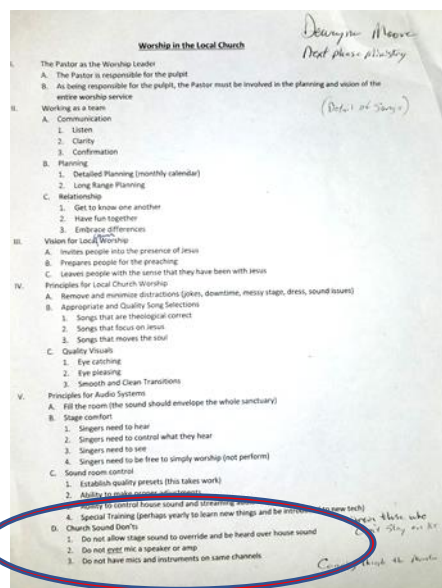 Dewayne Moore
Next phase ministry
Worship in the Local Church
I. The Pastor as the Worship Leader
A. The Pastor is responsible for the pulpit
B. As being responsible for the pulpit, the Pastor must be involved in the planning and vision of the
entire worship service
II. Working as a team
A. Communication
1. Listen
2. Clarity
3. Confirmation
B. Planning
1. Detailed Planning (monthly calendar)
2. Long Range Planning
C. Relationship
1. Get to know one another
2. Have fun together
3. Embrace differences
III. Vision for Local Worship
A. Invites people into the presence of Jesus
B. Prepares people for the preaching
C. Leaves people with the sense that they have been with Jesus
IV. Principles for Local Church Worship
A. Remove and minimize distractions (jokes, downtime, messy stage, dress, sound issues)
B. Appropriate and Quality Song Selections
1. Songs that are theological correct
2. Songs that focus on Jesus
3. Songs that moves the soul
C. Quality Visuals
1. Eye catching
2. Eye pleasing
3. Smooth and Clean Transitions
V. Principles for Audio Systems
A. Fill the room (the sound should envelope the whole sanctuary)
B. Stage comfort
1. Singers need to hear
2. Singers need to control what they hear
3. Singers need to see
4. Singers need to be free to simply worship (not perform)
C. Sound room control
1. Establish quality presets (this takes work)
2. Ability to make proper adjustments
3. Ability to control house sound and streaming
4. Special Training (perhaps yearly to learn new things and be introduced to new tech)
D. Church Sound Don'ts
1. Do not allow stage sound to override and be heard over house sound
2. Do not ever mic a speaker or amp
3. Do not have mics and instruments on same channels
those who